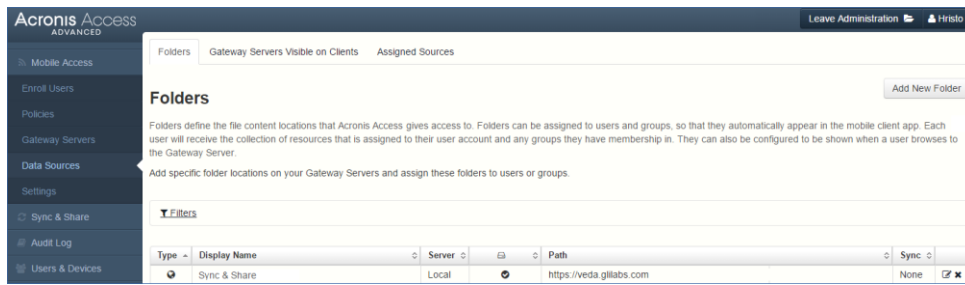 Acronis Access
ADVANCED
Leave Administration
Hristo
Mobile Access
Enroll Users
Policies
Gateway Servers
Data Sources
Settings
Sync & Share
Audit Log
Users & Devices
Folders Gateway Servers Visible on Clients Assigned Sources
Folders
Add New Folder
Folders define the file content locations that Acronis Access gives access to. Folders can be assigned to users and groups, so that they automatically appear in the mobile client app. Each
user will receive the collection of resources that is assigned to their user account and any groups they have membership in. They can also be configured to be shown when a user browses to
the Gateway Server.
Add specific folder locations on your Gateway Servers and assign these folders to users or groups.
Filters
Type Display Name Server Path Sync
Sync & Share Local https://veda.glilabs.com None